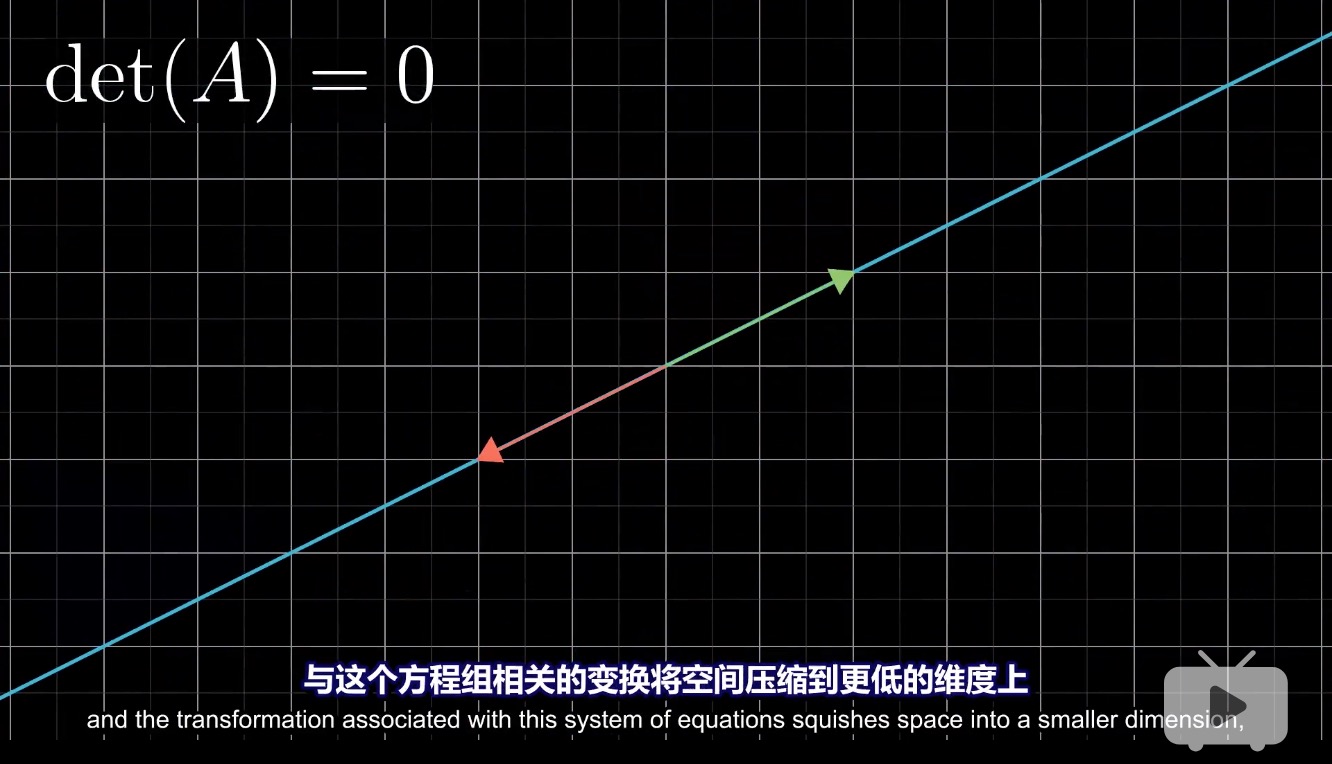 det(A) = 0
与这个方程组相关的变换将空间压缩到更低的维度上
and the transformation associated with this system of equations squishes space into a smaller dimension,